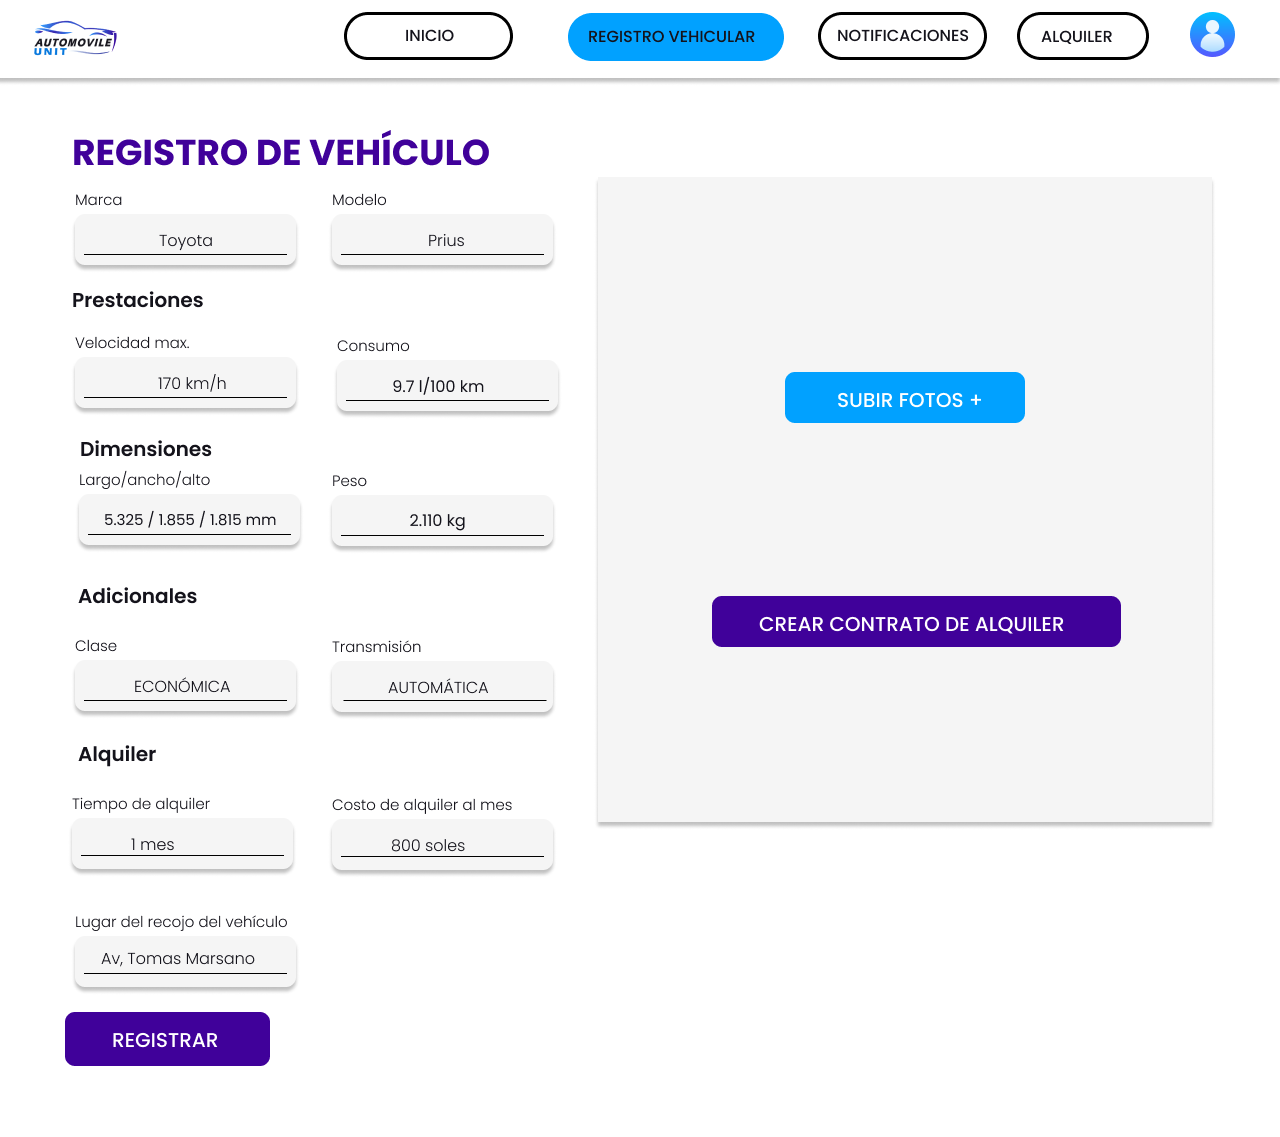 AUTOMOVILE
UNIT
INICIO
REGISTRO VEHICULAR
NOTIFICACIONES
ALQUILER
REGISTRO DE VEHÍCULO
Marca
Modelo
Toyota
Prius
Prestaciones
Velocidad max.
Consumo
170 km/h
9.7 l/100 km
Dimensiones
Largo/ancho/alto
Peso
5.325 / 1.855 / 1.815 mm
2.110 kg
Adicionales
Clase
Transmisión
ECONÓMICA
AUTOMÁTICA
Alquiler
Tiempo de alquiler
Costo de alquiler al mes
1 mes
800 soles
Lugar del recojo del vehículo
Av, Tomas Marsano
REGISTRAR
SUBIR FOTOS +
CREAR CONTRATO DE ALQUILER